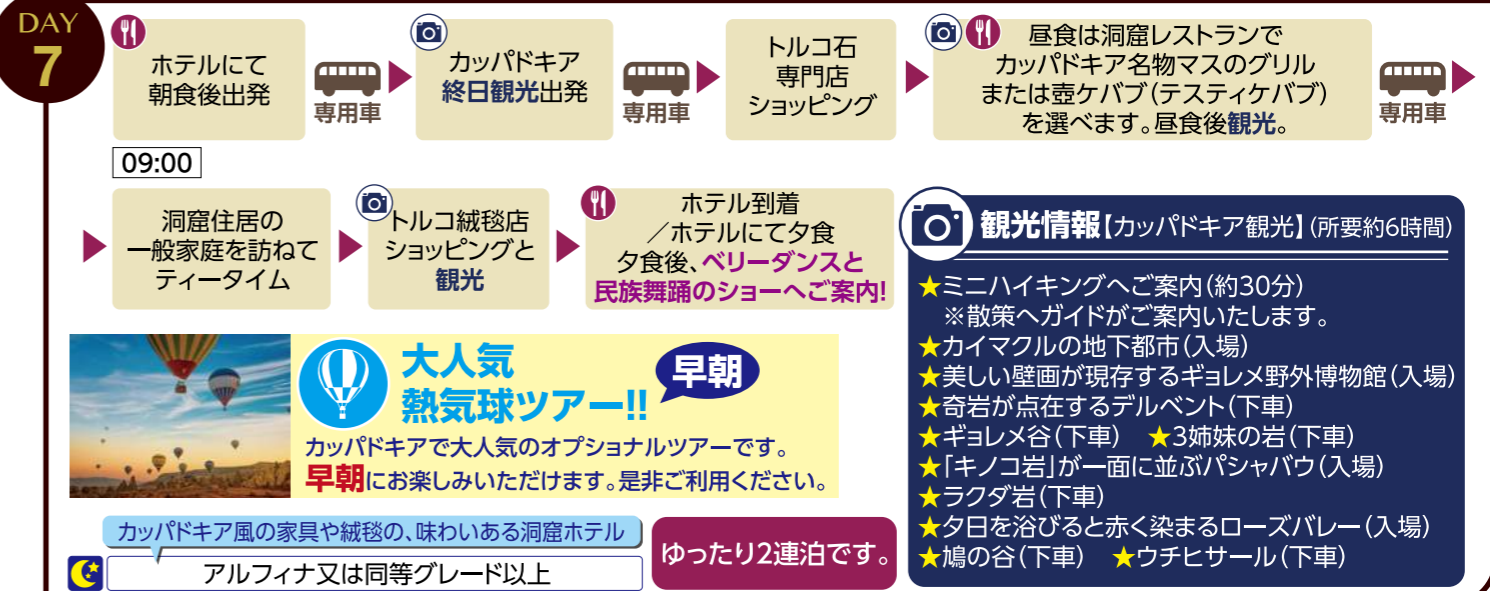 DAY
7
ホテルにて
朝食後出発
専用車
カッパドキア
終日観光出発
専用車
トルコ石
専門店
ショッピング
昼食は洞窟レストランで
カッパドキア名物マスのグリル
または壺ケバブ(テスティケバブ)
を選べます。昼食後観光。
専用車
09:00
洞窟住居の
一般家庭を訪ねて
ティータイム
トルコ絨毯店
ショッピングと
観光
ホテル到着
/ホテルにて夕食
夕食後、ベリーダンスと
民族舞踊のショーへご案内!
観光情報【カッパドキア観光】(所要約6時間)
★ミニハイキングへご案内(約30分)
※散策へガイドがご案内いたします。
★カイマクルの地下都市(入場)
★美しい壁画が現存するギョレメ野外博物館(入場)
★奇岩が点在するデルベント(下車)
★ギョレメ谷(下車) ★3姉妹の岩(下車)
★「キノコ岩」が一面に並ぶパシャバウ(入場)
★ラクダ岩(下車)
★夕日を浴びると赤く染まるローズバレー(入場)
★鳩の谷(下車) ★ウチヒサール(下車)
大人気
熱気球ツアー!!
早朝
カッパドキアで大人気のオプショナルツアーです。
早朝にお楽しみいただけます。是非ご利用ください。
カッパドキア風の家具や絨毯の、味わいある洞窟ホテル
アルフィナ又は同等グレード以上
ゆったり2連泊です。